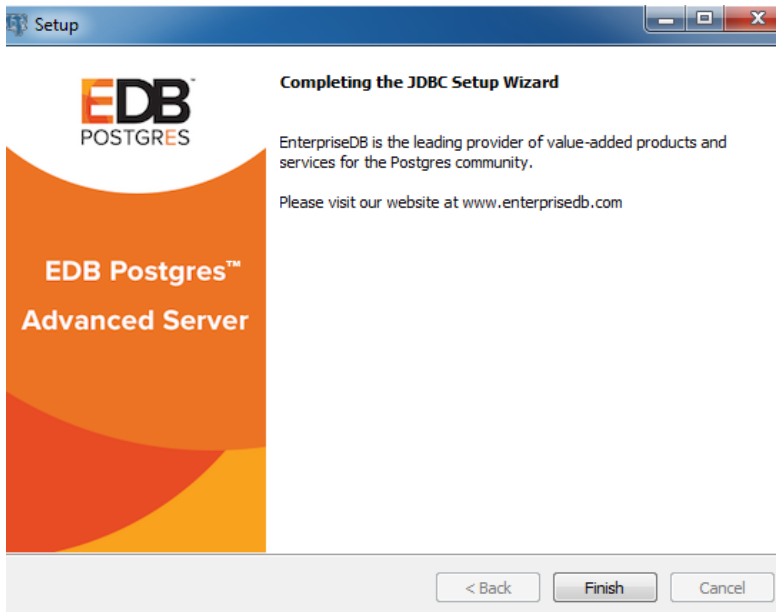 Setup
EDB
POSTGRES
EDB Postgres™
Advanced Server
Completing the JDBC Setup Wizard
EnterpriseDB is the leading provider of value-added products and
services for the Postgres community.
Please visit our website at www.enterprisedb.com
< Back
Finish
Cancel